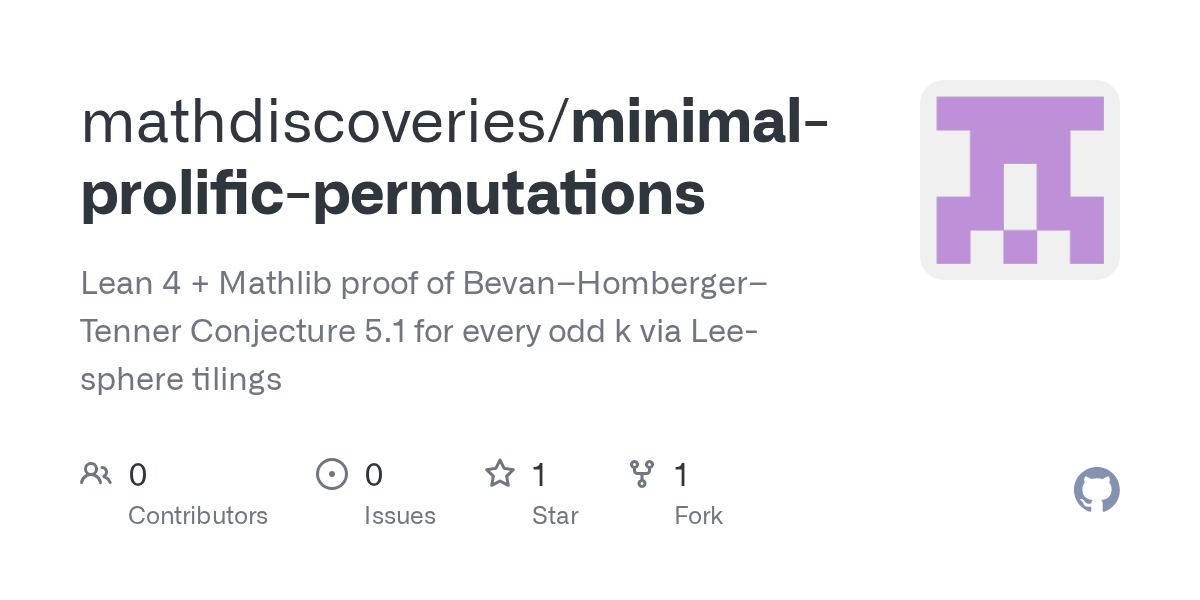 mathdiscoveries/minimal-
prolific-permutations
Lean 4 + Mathlib proof of Bevan–Homberger–
Tenner Conjecture 5.1 for every odd k via Lee-
sphere tilings
0 0 1 1
Contributors Issues Star Fork